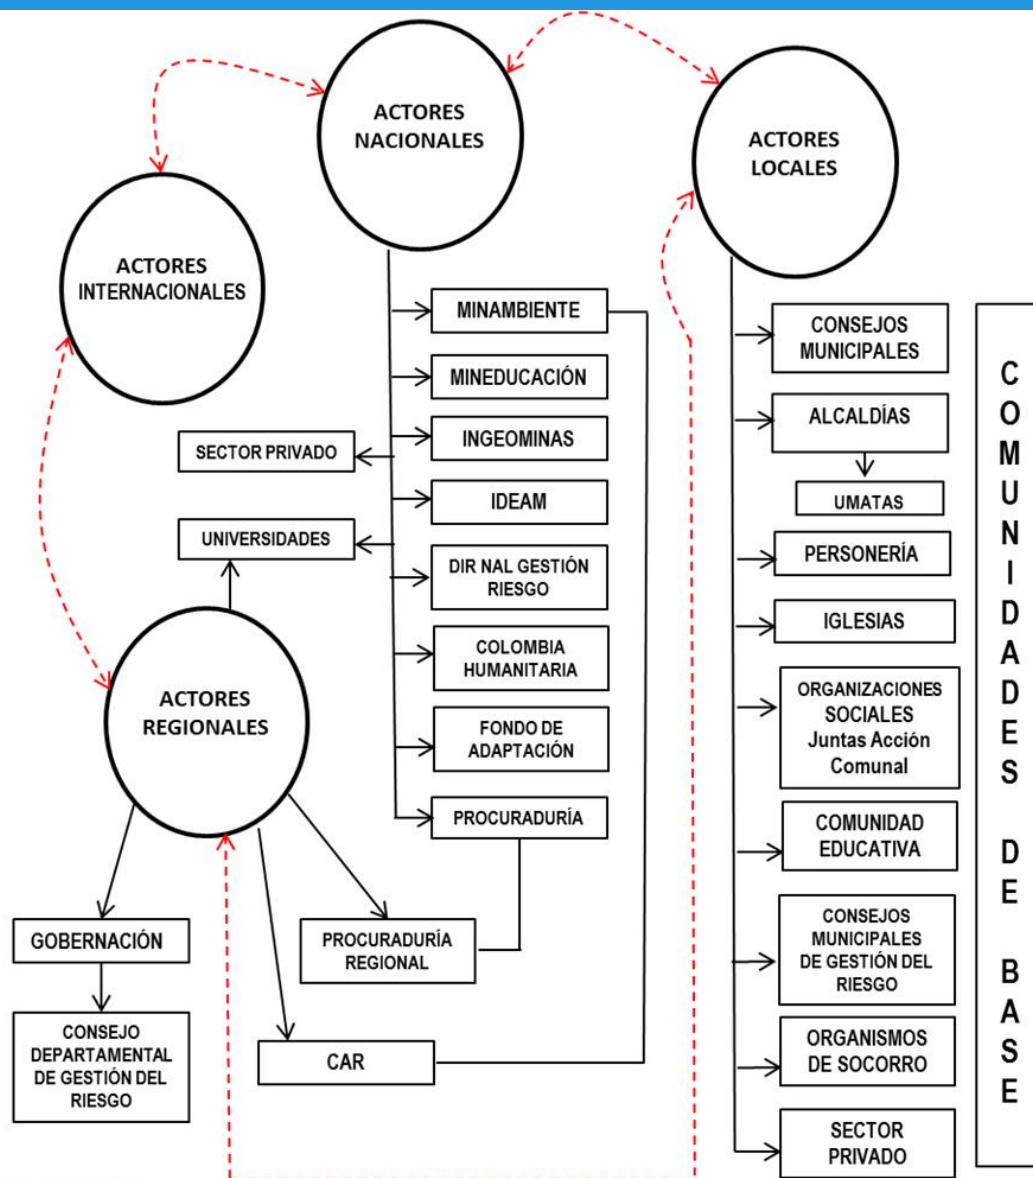 ACTORES
NACIONALES
ACTORES
LOCALES
ACTORES
INTERNACIONALES
MINAMBIENTE
MINEDUCACIÓN
INGEOMINAS
SECTOR PRIVADO
IDEAM
UNIVERSIDADES
DIR NAL GESTIÓN
RIESGO
COLOMBIA
HUMANITARIA
FONDO DE
ADAPTACIÓN
PROCURADURÍA
ACTORES
REGIONALES
GOBERNACIÓN
CONSEJO
DEPARTAMENTAL
DE GESTIÓN DEL
RIESGO
PROCURADURÍA
REGIONAL
CAR
CONSEJOS
MUNICIPALES
ALCALDÍAS
UMATAS
PERSONERÍA
IGLESIAS
ORGANIZACIONES
SOCIALES
Juntas Acción
Comunal
COMUNIDAD
EDUCATIVA
CONSEJOS
MUNICIPALES
DE GESTIÓN DEL
RIESGO
ORGANISMOS
DE SOCORRO
SECTOR
PRIVADO
COMUNIDADES DE BASE